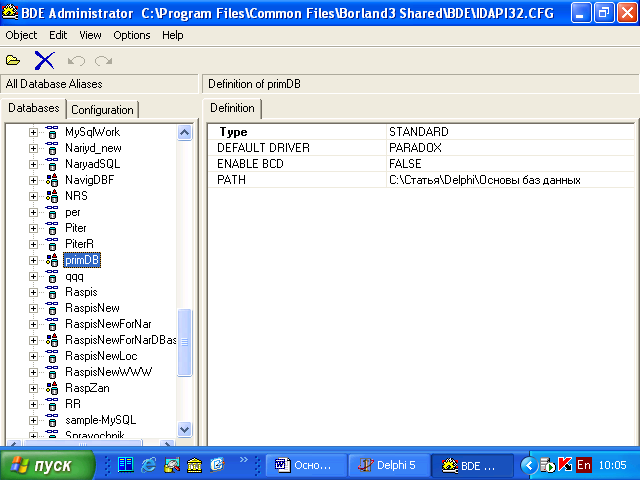 BDE Administrator C:\Program Files\Common Files\Borland3 Shared\BDE\IDAPI32.CFG
Object Edit View Options Help
All Database Aliases
Definition of primDB
Databases Configuration
Definition
MySqlWork
Nariyd_new
NaryadSQL
NavigDBF
NRS
per
Piter
PiterR
primDB
qqq
Raspis
RaspisNew
RaspisNewForNar
RaspisNewForNarDBas
RaspisNewLoc
RaspisNewWWW
RaspZan
RR
sample-MySQL
Spravochnik
Type STANDARD
DEFAULT DRIVER PARADOX
ENABLE BCD FALSE
PATH C:\Статья\Delphi\Основы баз данных
пуск
»
Осно...
Delphi 5
BDE ...
En
10:05